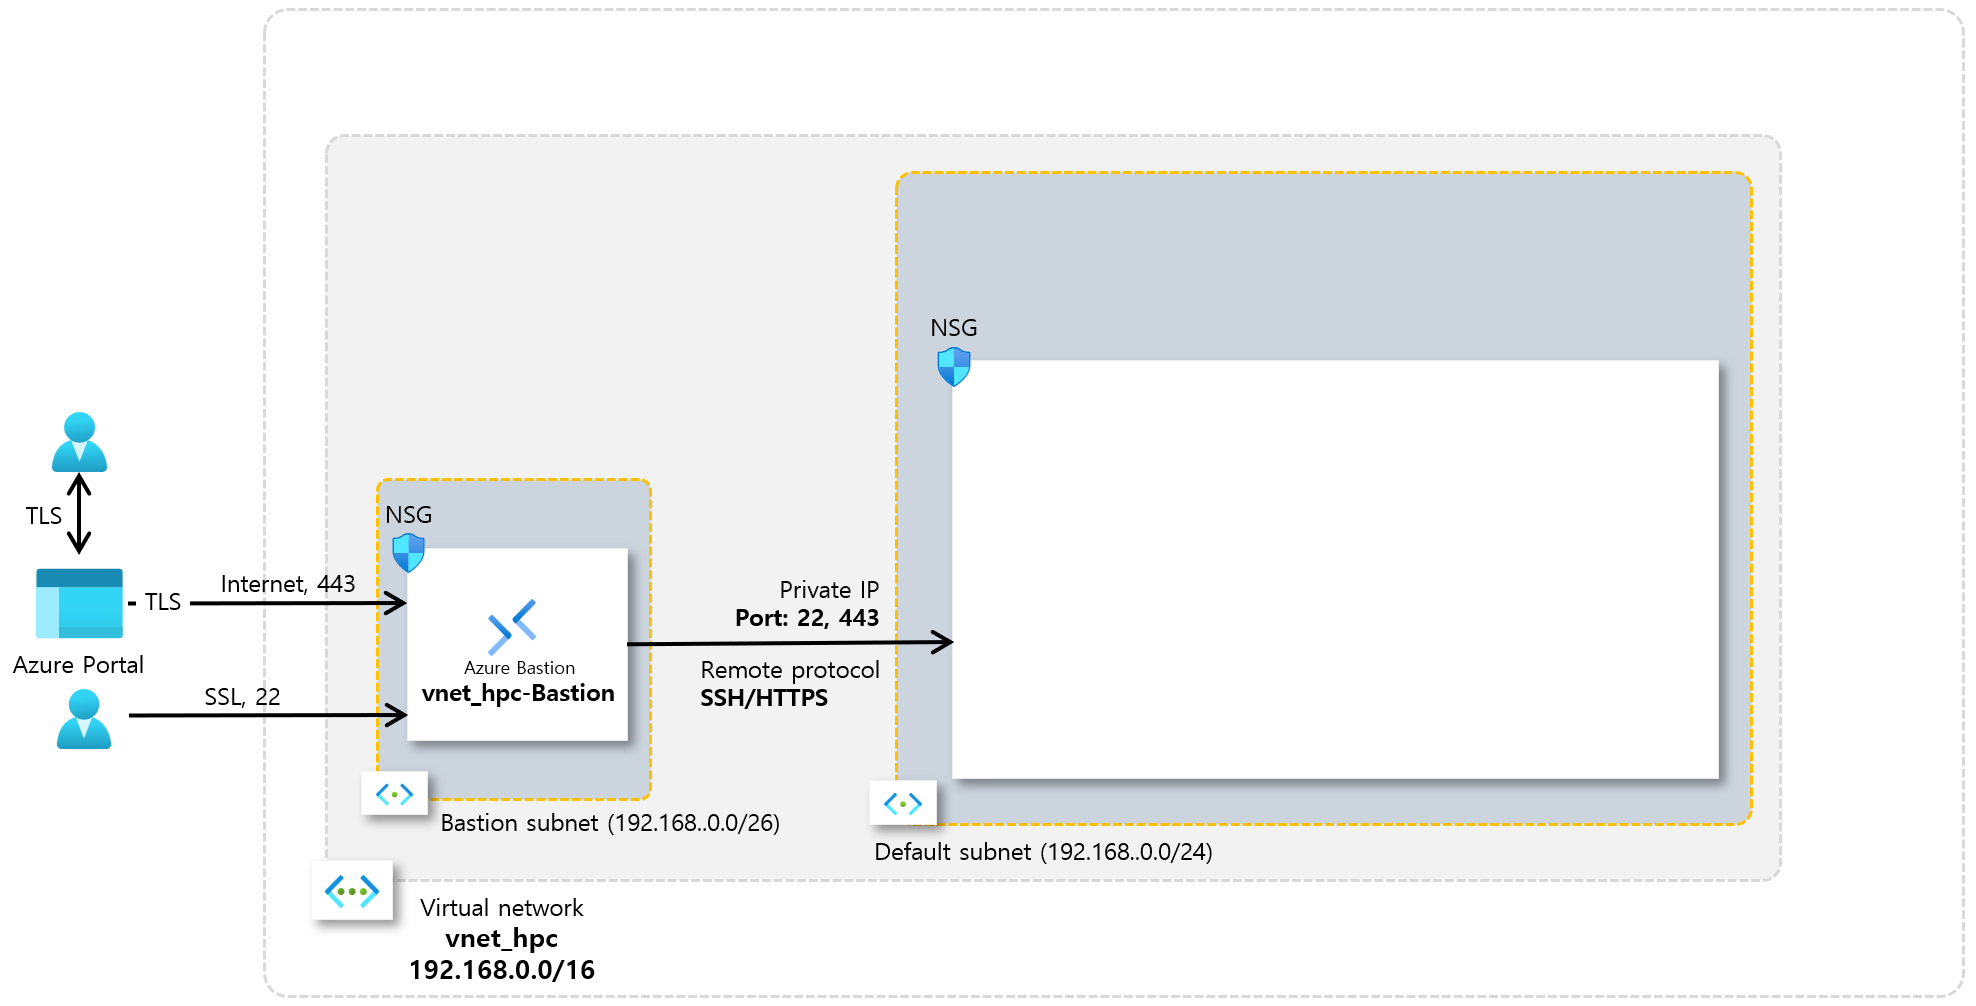 NSG
TLS
NSG
Internet, 443
TLS
Private IP
Port: 22, 443
Azure Portal
Azure Bastion
vnet_hpc-Bastion
Remote protocol
SSH/HTTPS
SSL, 22
Bastion subnet (192.168..0.0/26)
Default subnet (192.168..0.0/24)
Virtual network
vnet_hpc
192.168.0.0/16